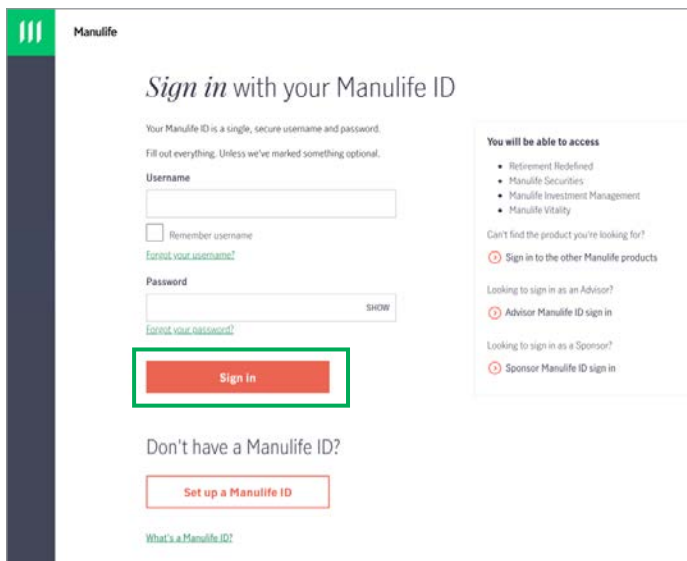 Manulife
Sign in with your Manulife ID
Your Manulife ID is a single, secure username and password.
Fill out everything. Unless we've marked something optional.
Username
Remember username
Forgot your username?
Password
SHOW
Forgot your password?
Sign in
Don't have a Manulife ID?
Set up a Manulife ID
What's a Manulife ID?
You will be able to access
• Retirement Redefined
• Manulife Securities
• Manulife Investment Management
• Manulife Vitality
Can't find the product you're looking for?
Sign in to the other Manulife products
Looking to sign in as an Advisor?
Advisor Manulife ID sign in
Looking to sign in as a Sponsor?
Sponsor Manulife ID sign in